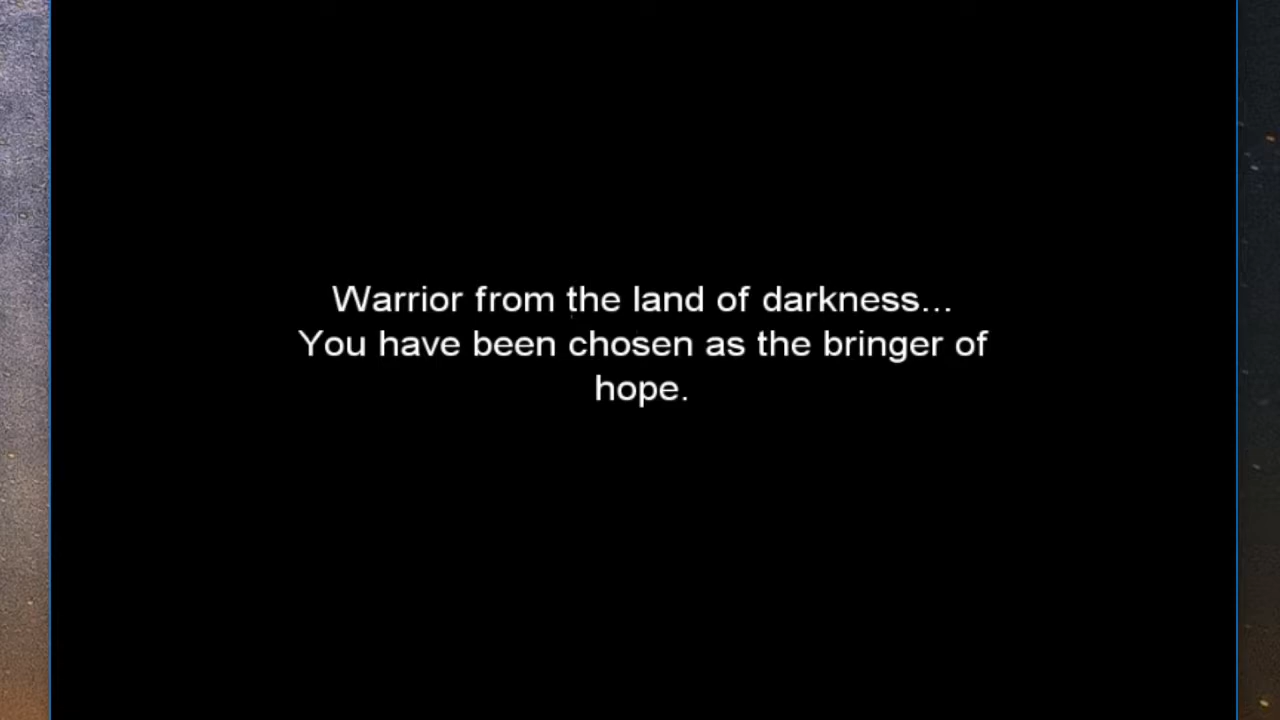 Warrior from the land of darkness...
You have been chosen as the bringer of
hope.